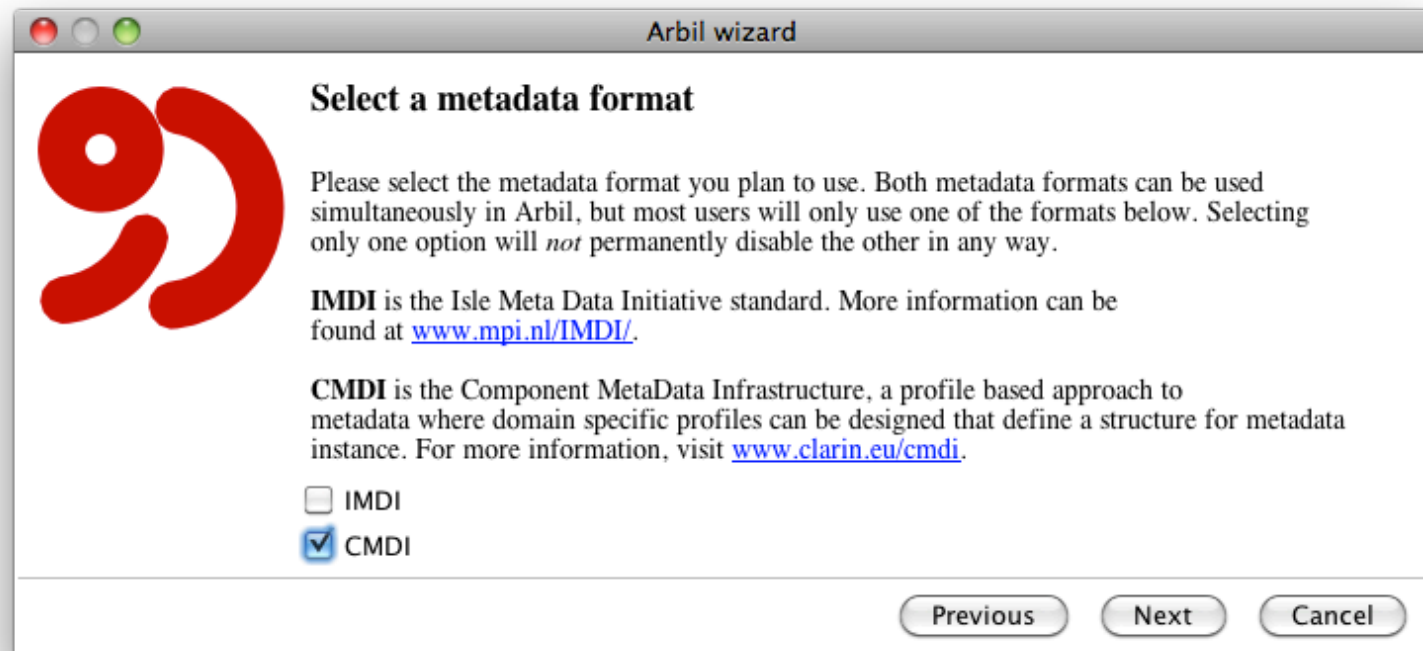 Arbil wizard
Select a metadata format
Please select the metadata format you plan to use. Both metadata formats can be used
simultaneously in Arbil, but most users will only use one of the formats below. Selecting
only one option will not permanently disable the other in any way.
IMDI is the Isle Meta Data Initiative standard. More information can be
found at www.mpi.nl/IMDI/.
CMDI is the Component MetaData Infrastructure, a profile based approach to
metadata where domain specific profiles can be designed that define a structure for metadata
instance. For more information, visit www.clarin.eu/cmdi.
IMDI
CMDI
Previous Next Cancel